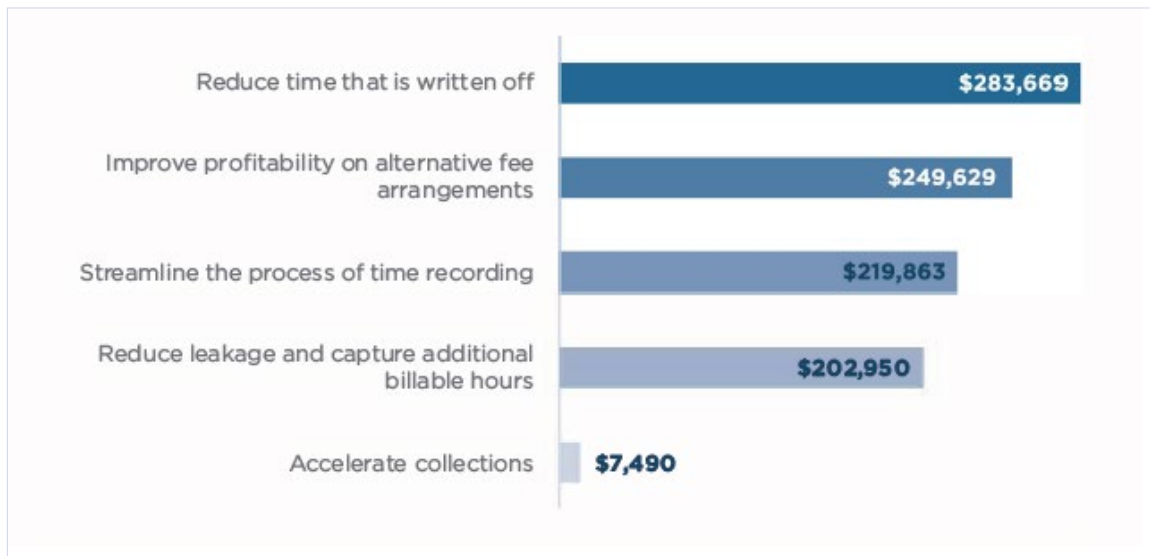 Reduce time that is written off
$283,669
Improve profitability on alternative fee
arrangements
$249,629
Streamline the process of time recording
$219,863
Reduce leakage and capture additional
billable hours
$202,950
Accelerate collections
$7,490